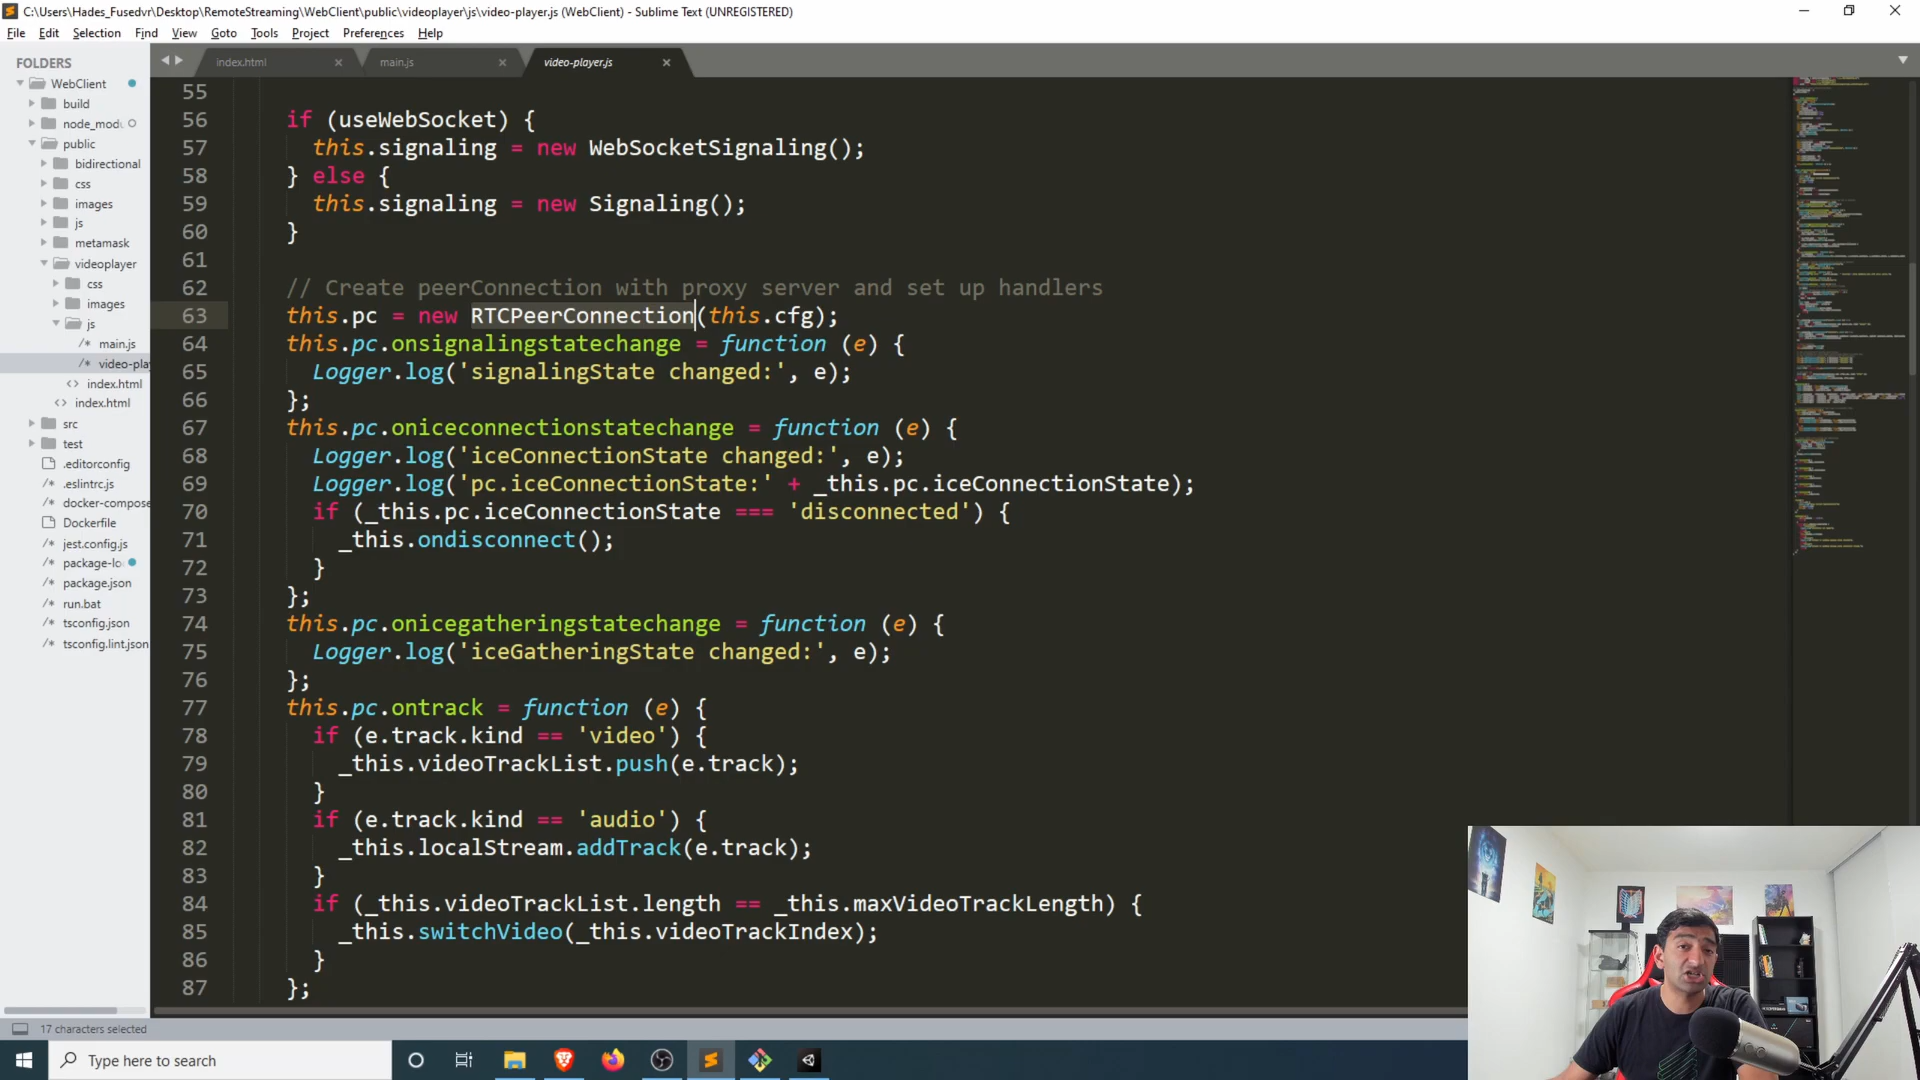 C:\Users\Hades_Fusedvr\Desktop\RemoteStreaming\WebClient\public\videoplayer\js\video-player.js (WebClient) - Sublime Text (UNREGISTERED)
File Edit Selection Find View Goto Tools Project Preferences Help
FOLDERS
WebClient
build
node_modu
public
bidirectional
css
images
js
metamask
videoplayer
css
images
js
/* main.js
/* video-play
<> index.html
<> index.html
src
test
.editorconfig
/* .eslintrc.js
/* docker-compose
Dockerfile
/* jest.config.js
/* package-lo
/* package.json
/* run.bat
/* tsconfig.json
/* tsconfig.lint.json
index.html main.js video-player.js
55
56 if (useWebSocket) {
57 this.signaling = new WebSocketSignaling();
58 } else {
59 this.signaling = new Signaling();
60 }
61
62 // Create peerConnection with proxy server and set up handlers
63 this.pc = new RTCPeerConnection(this.cfg);
64 this.pc.onsignalingstatechange = function (e) {
65 Logger.log('signalingState changed:', e);
66 };
67 this.pc.oniceconnectionstatechange = function (e) {
68 Logger.log('iceConnectionState changed:', e);
69 Logger.log('pc.iceConnectionState:' + _this.pc.iceConnectionState);
70 if (_this.pc.iceConnectionState === 'disconnected') {
71 _this.ondisconnect();
72 }
73 };
74 this.pc.onicegatheringstatechange = function (e) {
75 Logger.log('iceGatheringState changed:', e);
76 };
77 this.pc.ontrack = function (e) {
78 if (e.track.kind == 'video') {
79 _this.videoTrackList.push(e.track);
80 }
81 if (e.track.kind == 'audio') {
82 _this.localStream.addTrack(e.track);
83 }
84 if (_this.videoTrackList.length == _this.maxVideoTrackLength) {
85 _this.switchVideo(_this.videoTrackIndex);
86 }
87 };
17 characters selected
Type here to search